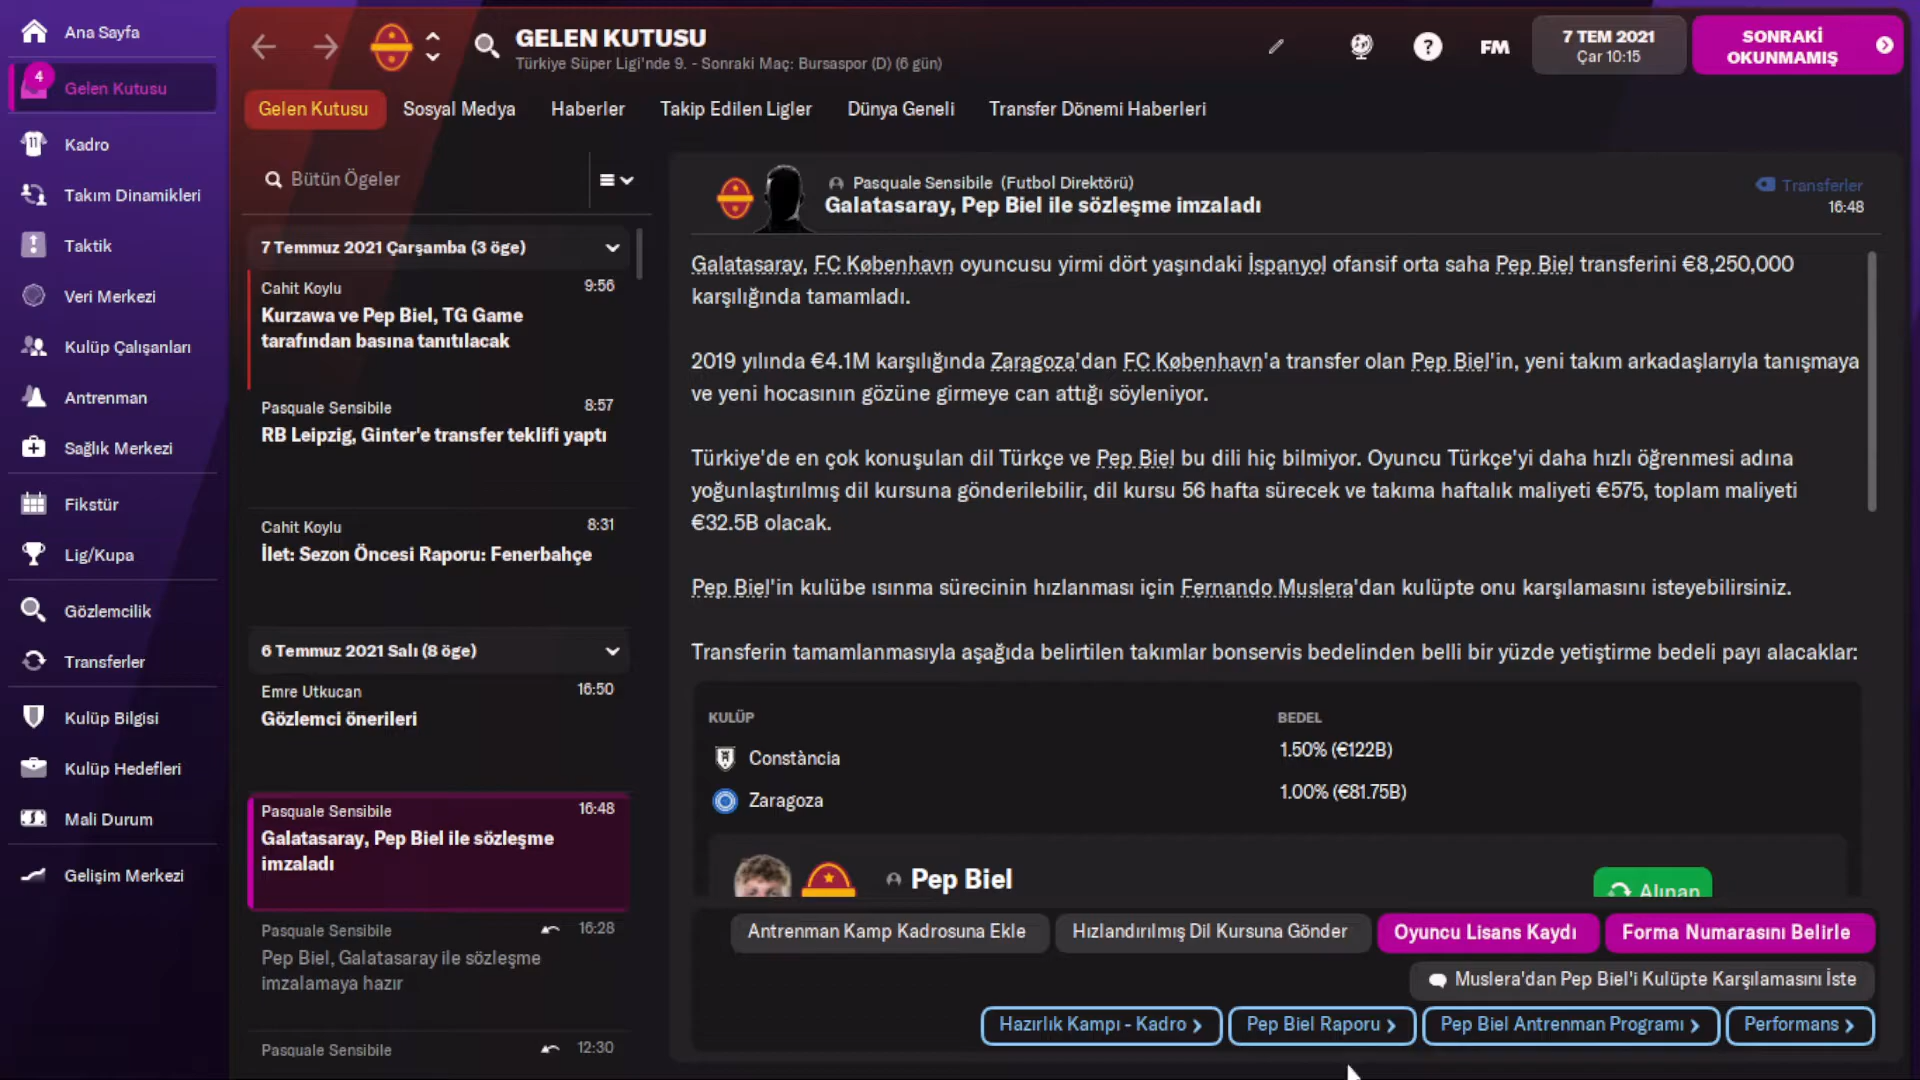 Ana Sayfa
4
Gelen Kutusu
Kadro
Takım Dinamikleri
Taktik
Veri Merkezi
Kulüp Çalışanları
Antrenman
Sağlık Merkezi
Fikstür
Lig/Kupa
Gözlemcilik
Transferler
Kulüp Bilgisi
Kulüp Hedefleri
Mali Durum
Gelişim Merkezi
GELEN KUTUSU
Türkiye Süper Ligi'nde 9. - Sonraki Maç: Bursaspor (D) (6 gün)
?
FM
7 TEM 2021
Çar 10:15
SONRAKİ
OKUNMAMIŞ
Gelen Kutusu Sosyal Medya Haberler Takip Edilen Ligler Dünya Geneli Transfer Dönemi Haberleri
Bütün Ögeler
7 Temmuz 2021 Çarşamba (3 öge)
Cahit Koylu 9:56
Kurzawa ve Pep Biel, TG Game
tarafından basına tanıtılacak
Pasquale Sensibile 8:57
RB Leipzig, Ginter'e transfer teklifi yaptı
Cahit Koylu 8:31
İlet: Sezon Öncesi Raporu: Fenerbahçe
6 Temmuz 2021 Salı (8 öge)
Emre Utkucan 16:50
Gözlemci önerileri
Pasquale Sensibile 16:48
Galatasaray, Pep Biel ile sözleşme
imzaladı
Pasquale Sensibile 16:28
Pep Biel, Galatasaray ile sözleşme
imzalamaya hazır
Pasquale Sensibile 12:30
Pasquale Sensibile (Futbol Direktörü)
Galatasaray, Pep Biel ile sözleşme imzaladı
Transferler
16:48
Galatasaray, FC København oyuncusu yirmi dört yaşındaki İspanyol ofansif orta saha Pep Biel transferini €8,250,000
karşılığında tamamladı.
2019 yılında €4.1M karşılığında Zaragoza'dan FC København'a transfer olan Pep Biel'in, yeni takım arkadaşlarıyla tanışmaya
ve yeni hocasının gözüne girmeye can attığı söyleniyor.
Türkiye'de en çok konuşulan dil Türkçe ve Pep Biel bu dili hiç bilmiyor. Oyuncu Türkçe'yi daha hızlı öğrenmesi adına
yoğunlaştırılmış dil kursuna gönderilebilir, dil kursu 56 hafta sürecek ve takıma haftalık maliyeti €575, toplam maliyeti
€32.5B olacak.
Pep Biel'in kulübe ısınma sürecinin hızlanması için Fernando Muslera'dan kulüpte onu karşılamasını isteyebilirsiniz.
Transferin tamamlanmasıyla aşağıda belirtilen takımlar bonservis bedelinden belli bir yüzde yetiştirme bedeli payı alacaklar:
KULÜP BEDEL
Constància 1.50% (€122B)
Zaragoza 1.00% (€81.75B)
Pep Biel
Alınan
Antrenman Kamp Kadrosuna Ekle Hızlandırılmış Dil Kursuna Gönder Oyuncu Lisans Kaydı Forma Numarasını Belirle
Muslera'dan Pep Biel'i Kulüpte Karşılamasını İste
Hazırlık Kampı - Kadro Pep Biel Raporu Pep Biel Antrenman Programı Performans